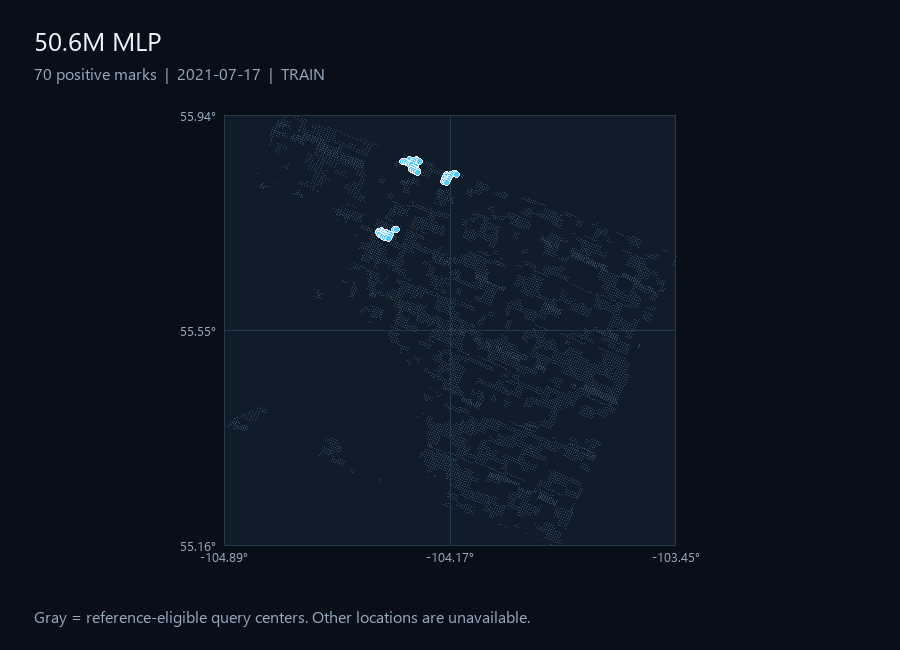 50.6M MLP
70 positive marks | 2021-07-17 | TRAIN
55.94°
55.55°
55.16°
-104.89° -104.17° -103.45°
Gray = reference-eligible query centers. Other locations are unavailable.